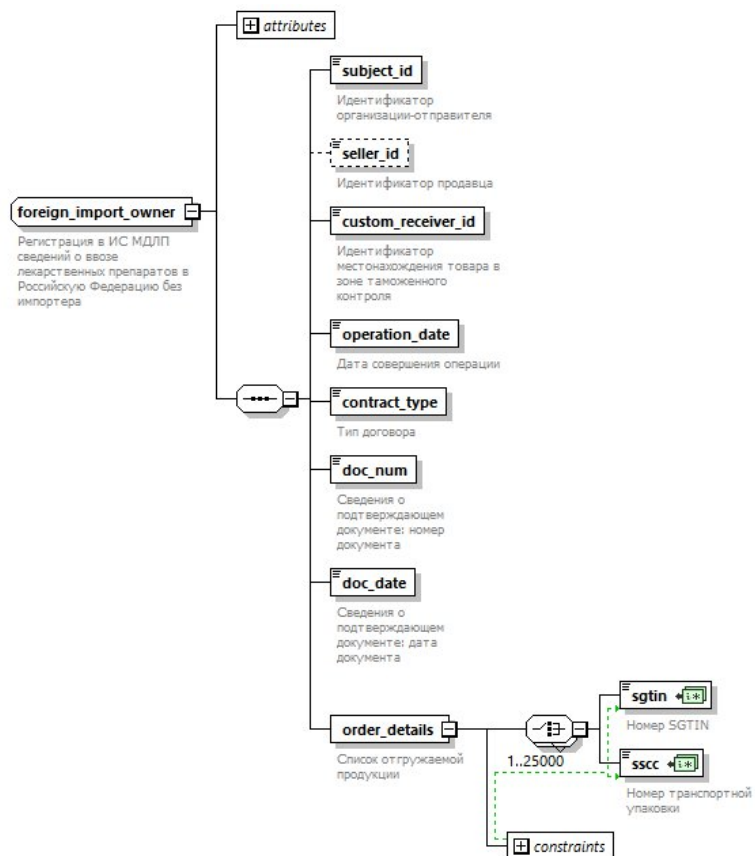 attributes
subject_id
Идентификатор
организации-отправителя
seller_id
Идентификатор продавца
foreign_import_owner
Регистрация в ИС МДЛП
сведений о ввозе
лекарственных препаратов в
Российскую Федерацию без
импортера
custom_receiver_id
Идентификатор
местонахождения товара в
зоне таможенного
контроля
operation_date
Дата совершения операции
contract_type
Тип договора
doc_num
Сведения о
подтверждающем
документе: номер
документа
doc_date
Сведения о
подтверждающем
документе: дата
документа
order_details
Список отгружаемой
продукции
1..25000
sgtin
Номер SGTIN
sscc
Номер транспортной
упаковки
constraints